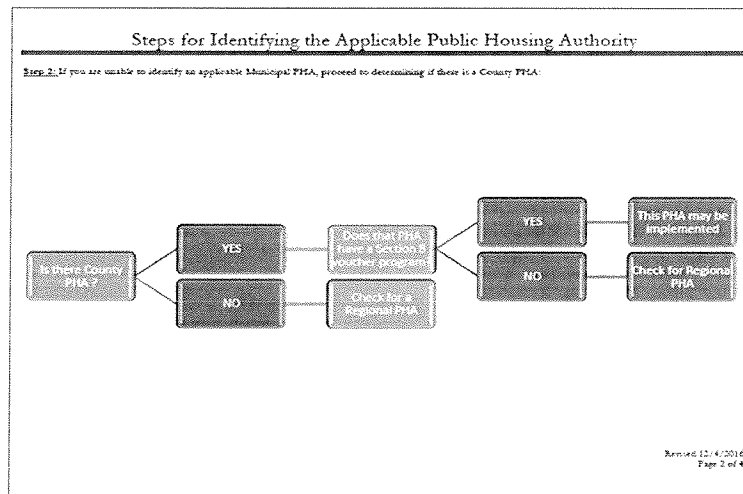 Steps for Identifying the Applicable Public Housing Authority
Step 2: If you are unable to identify an applicable Municipal PHA, proceed to determining if there is a County PHA:
Is there County
PHA ?
YES
NO
Does that PHA
have a Section 8
voucher program
Check for a
Regional PHA
YES
NO
This PHA may be
implemented
Check for Regional
PHA
Revised 12/4/2016
Page 2 of 4